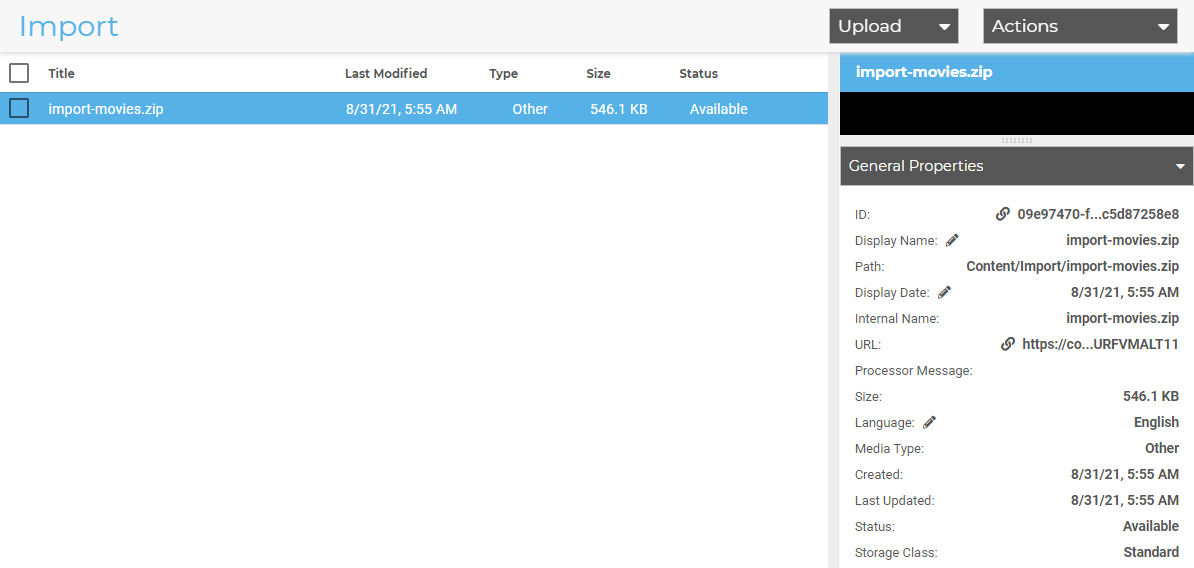 Import
Upload
Actions
Title Last Modified Type Size Status
import-movies.zip 8/31/21, 5:55 AM Other 546.1 KB Available
import-movies.zip
General Properties
ID: 09e97470-f...c5d87258e8
Display Name: import-movies.zip
Path: Content/Import/import-movies.zip
Display Date: 8/31/21, 5:55 AM
Internal Name: import-movies.zip
URL: https://co...URFVMALT11
Processor Message:
Size: 546.1 KB
Language: English
Media Type: Other
Created: 8/31/21, 5:55 AM
Last Updated: 8/31/21, 5:55 AM
Status: Available
Storage Class: Standard